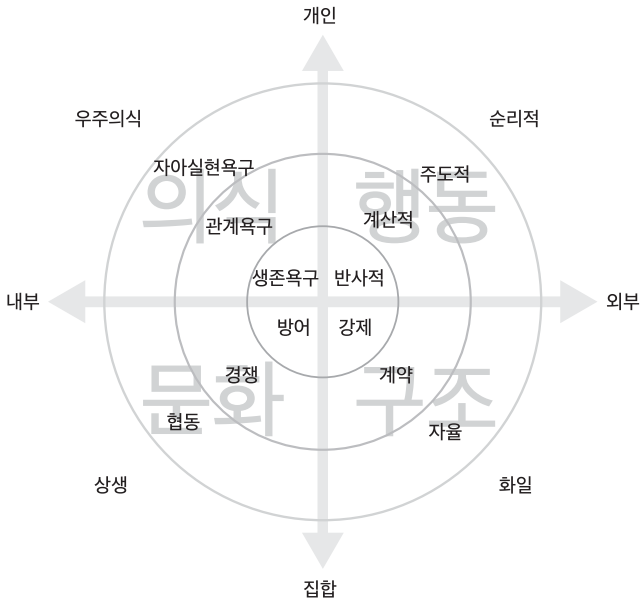 개인
우주의식
순리적
자아실현욕구
주도적
의식
행동
관계욕구
계산적
생존욕구
반사적
내부
외부
방어
강제
경쟁
계약
문화
구조
협동
자율
상생
화일
집합